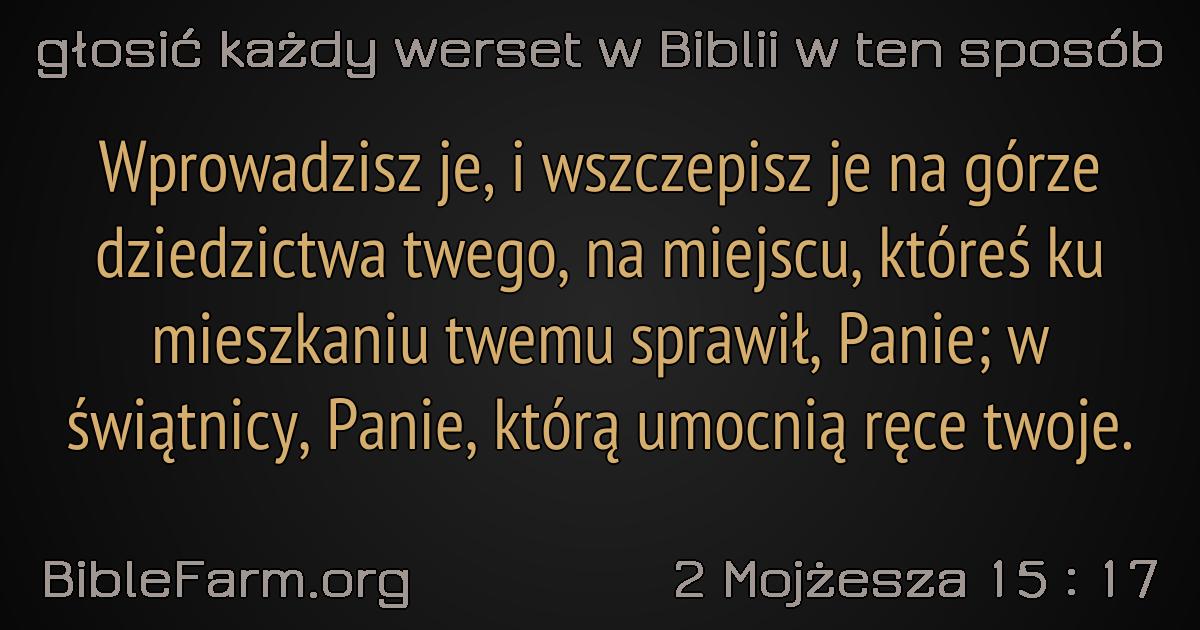 głosić każdy werset w Biblii w ten sposób
Wprowadzisz je, i wszczepisz je na górze
dziedzictwa twego, na miejscu, któreś ku
mieszkaniu twemu sprawił, Panie; w
świątnicy, Panie, którą umocnią ręce twoje.
BibleFarm.org
2 Mojżesza 15 : 17